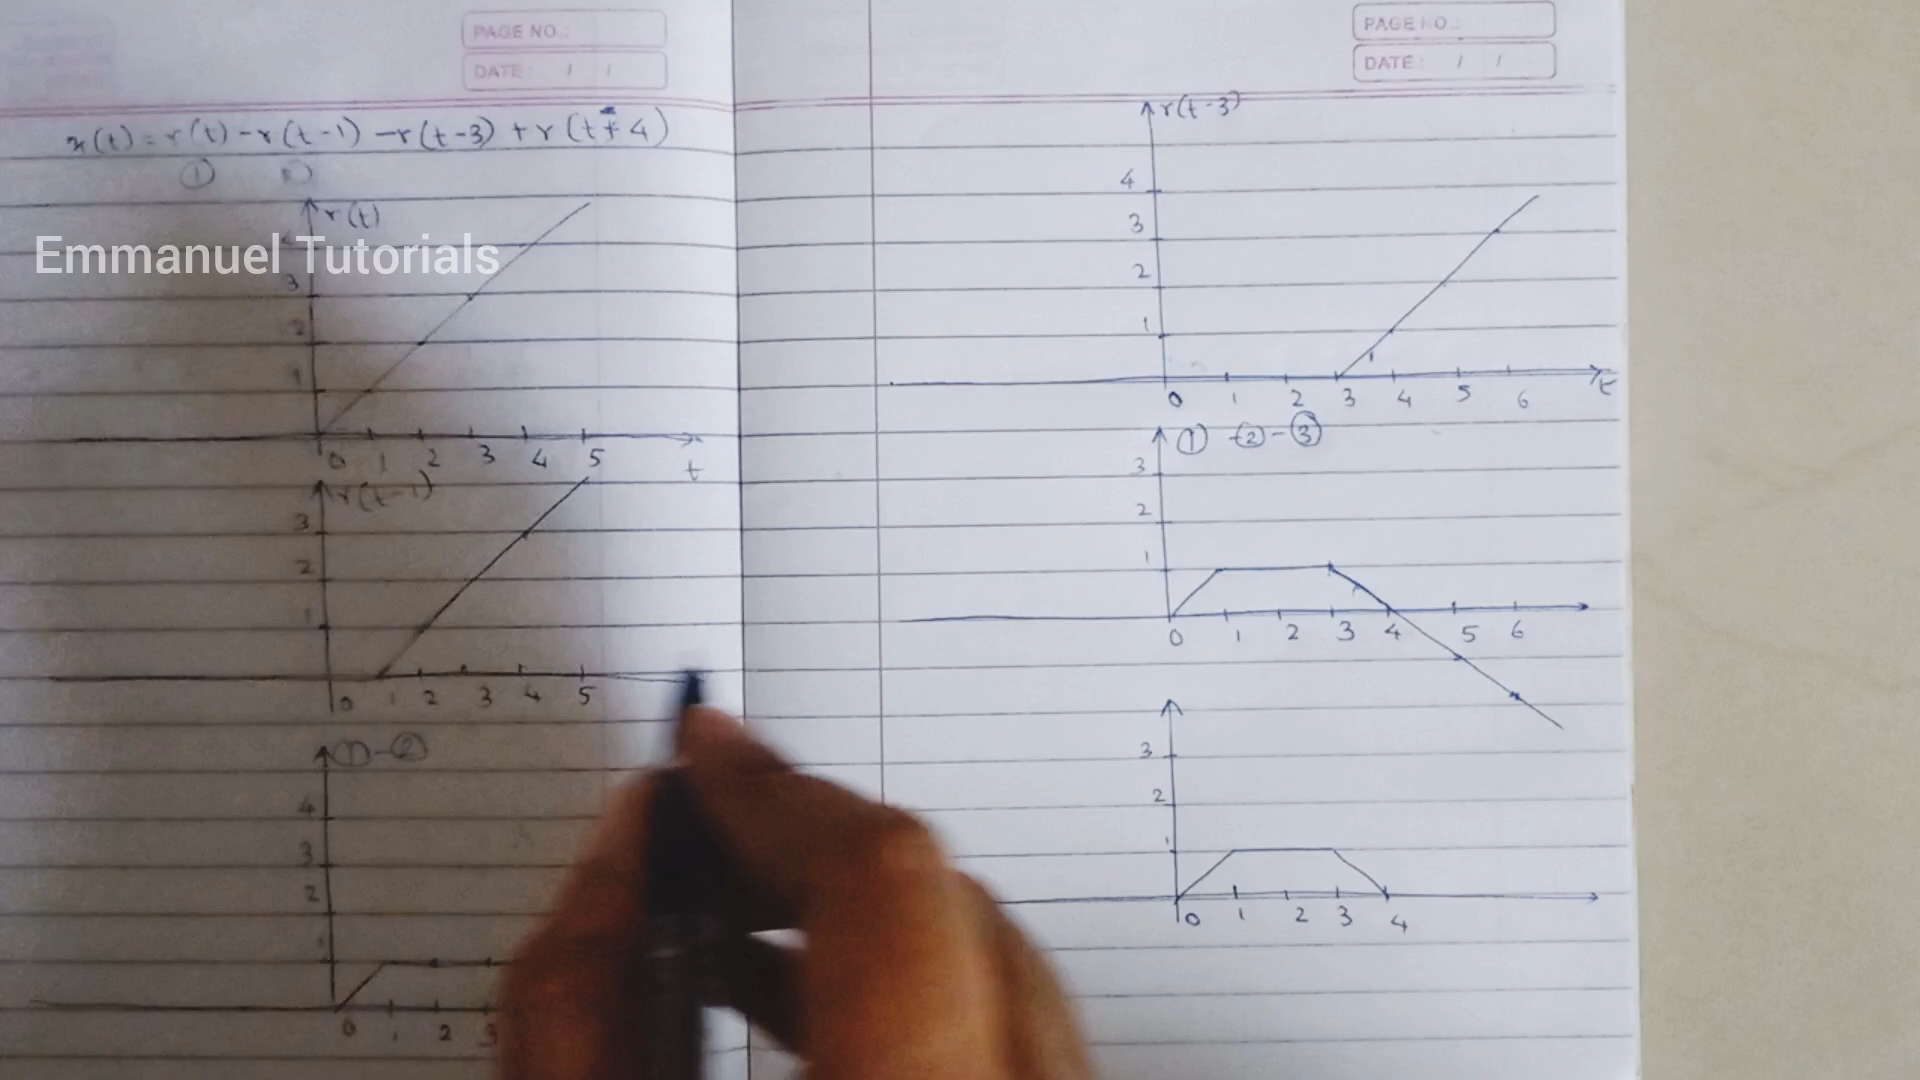 PAGE NO.:
DATE: / /
x(t) = r(t) - r(t-1) - r(t-3) + r(t-4)
① ②
r(t)
Emmanuel Tutorials
3
2
1
0 1 2 3 4 5
t
r(t-1)
3
2
1
0 1 2 3 4 5
① - ②
4
3
2
1
0 1 2 3
PAGE NO.:
DATE: / /
r(t-3)
4
3
2
1
0 1 2 3 4 5 6
t
① - ② - ③
3
2
1
0 1 2 3 4 5 6
3
2
1
0 1 2 3 4